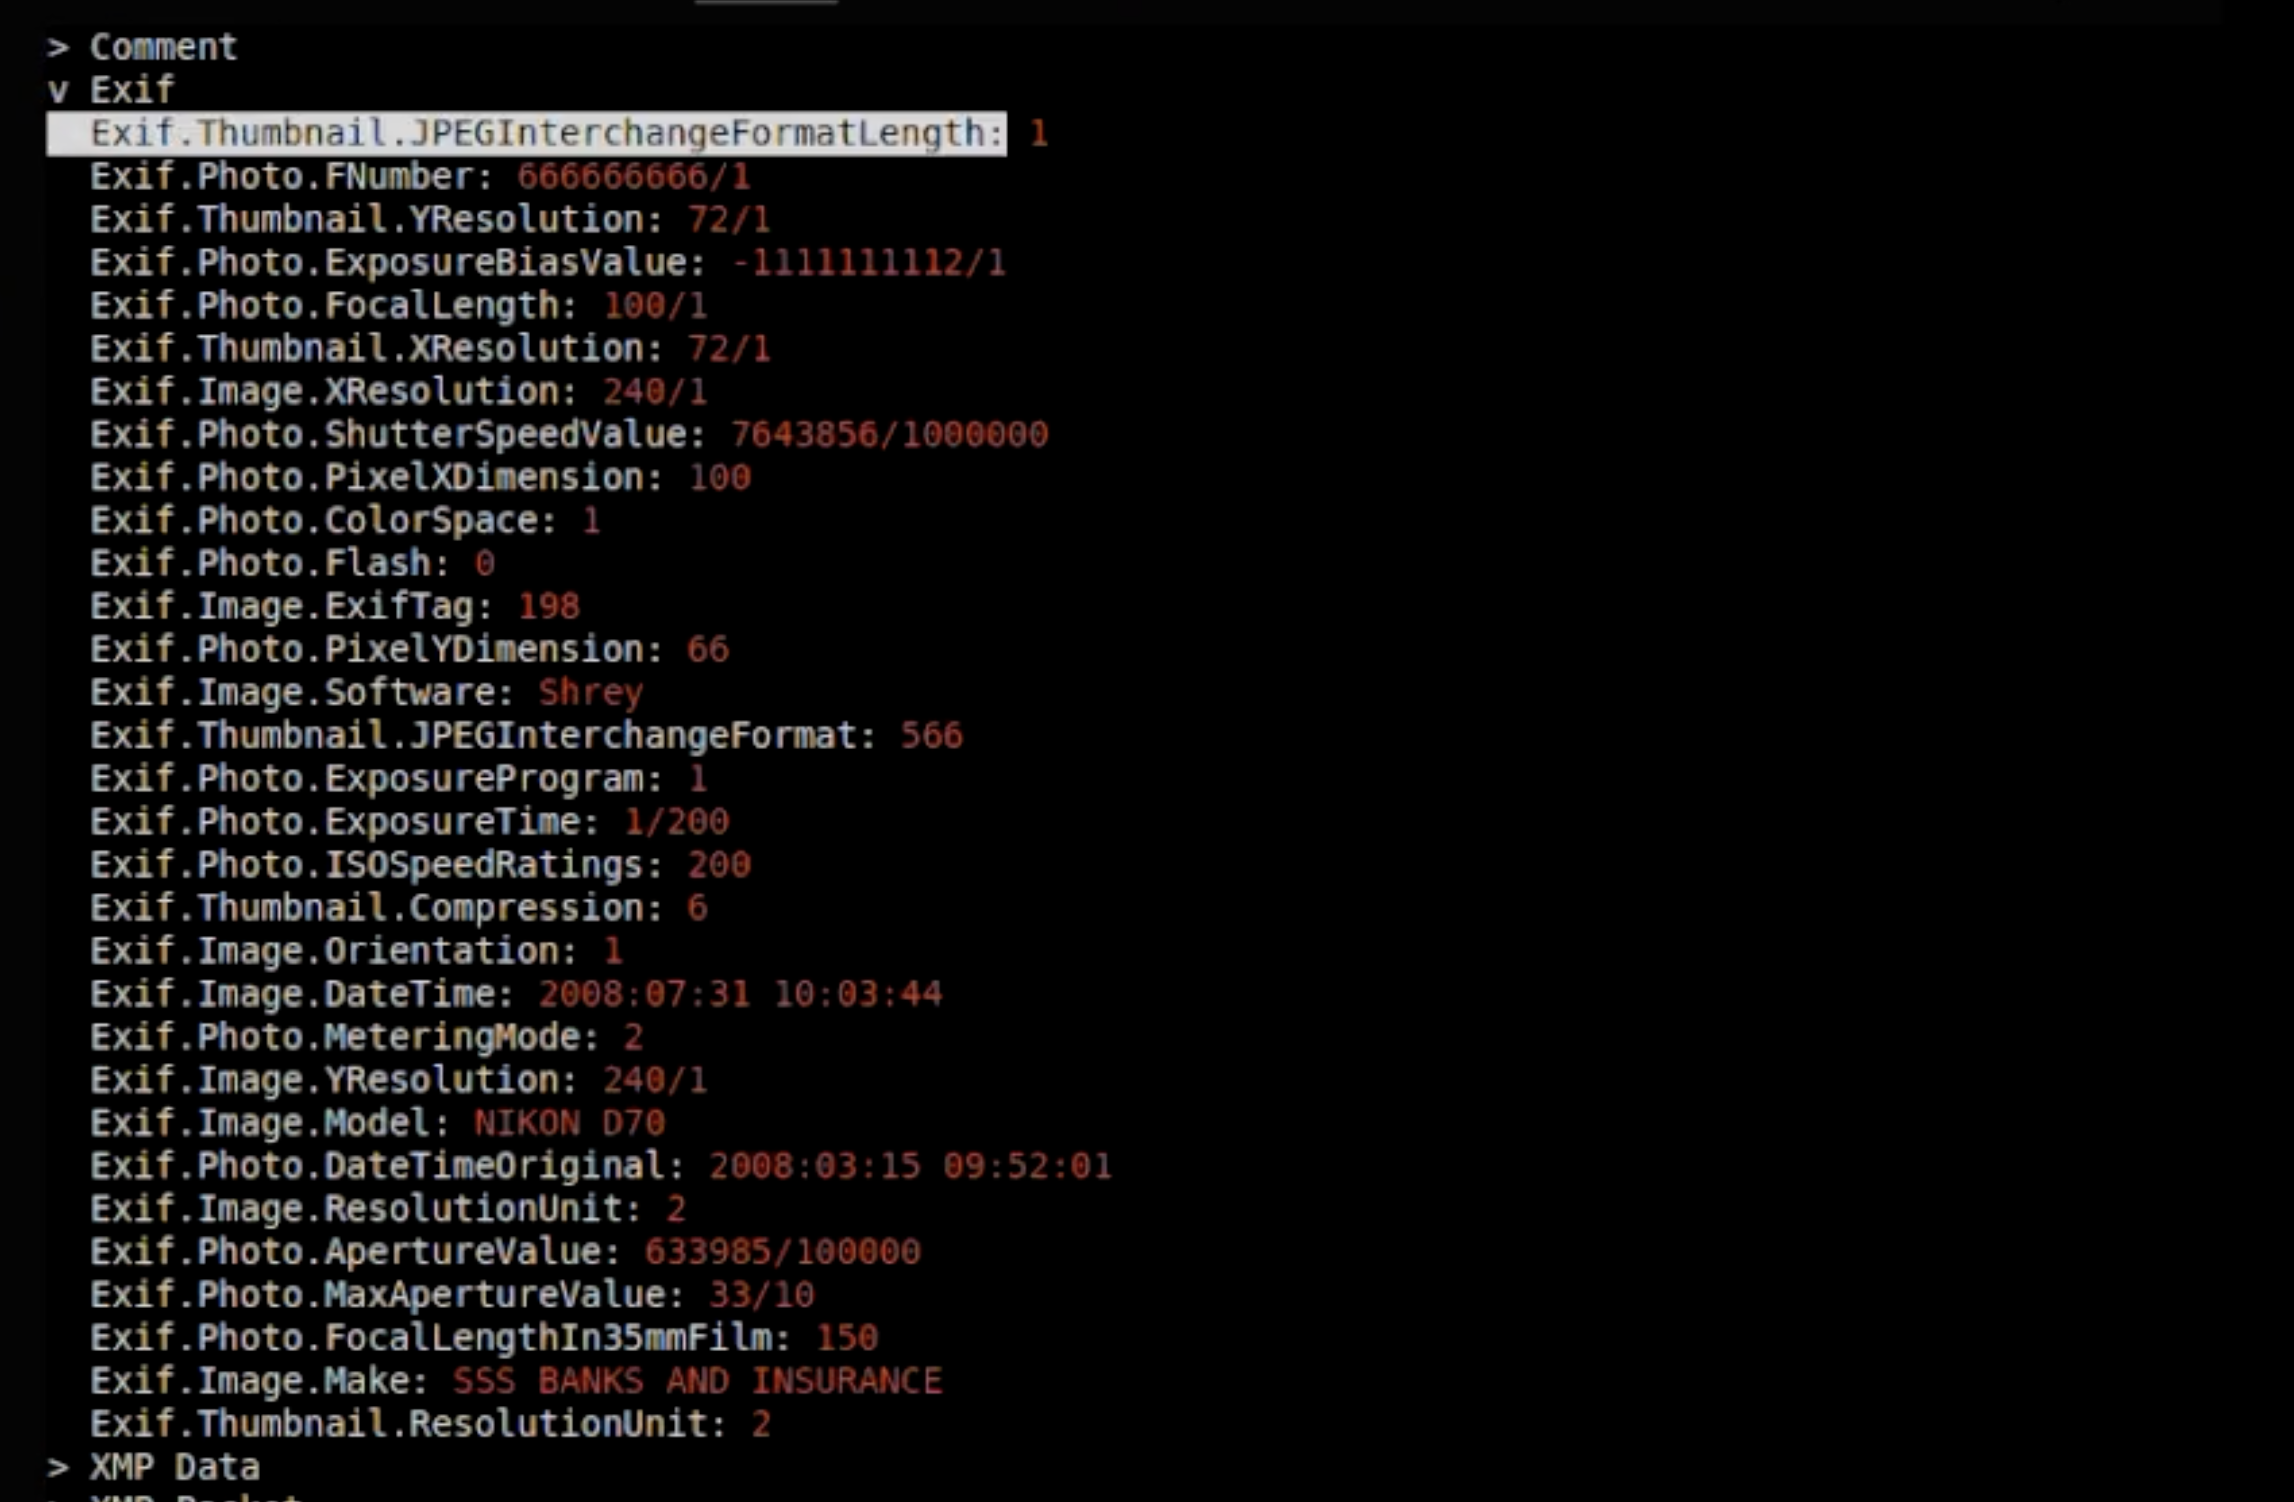 > Comment
v Exif
Exif.Thumbnail.JPEGInterchangeFormatLength: 1
Exif.Photo.FNumber: 666666666/1
Exif.Thumbnail.YResolution: 72/1
Exif.Photo.ExposureBiasValue: -1111111112/1
Exif.Photo.FocalLength: 100/1
Exif.Thumbnail.XResolution: 72/1
Exif.Image.XResolution: 240/1
Exif.Photo.ShutterSpeedValue: 7643856/1000000
Exif.Photo.PixelXDimension: 100
Exif.Photo.ColorSpace: 1
Exif.Photo.Flash: 0
Exif.Image.ExifTag: 198
Exif.Photo.PixelYDimension: 66
Exif.Image.Software: Shrey
Exif.Thumbnail.JPEGInterchangeFormat: 566
Exif.Photo.ExposureProgram: 1
Exif.Photo.ExposureTime: 1/200
Exif.Photo.ISOSpeedRatings: 200
Exif.Thumbnail.Compression: 6
Exif.Image.Orientation: 1
Exif.Image.DateTime: 2008:07:31 10:03:44
Exif.Photo.MeteringMode: 2
Exif.Image.YResolution: 240/1
Exif.Image.Model: NIKON D70
Exif.Photo.DateTimeOriginal: 2008:03:15 09:52:01
Exif.Image.ResolutionUnit: 2
Exif.Photo.ApertureValue: 633985/100000
Exif.Photo.MaxApertureValue: 33/10
Exif.Photo.FocalLengthIn35mmFilm: 150
Exif.Image.Make: SSS BANKS AND INSURANCE
Exif.Thumbnail.ResolutionUnit: 2
> XMP Data